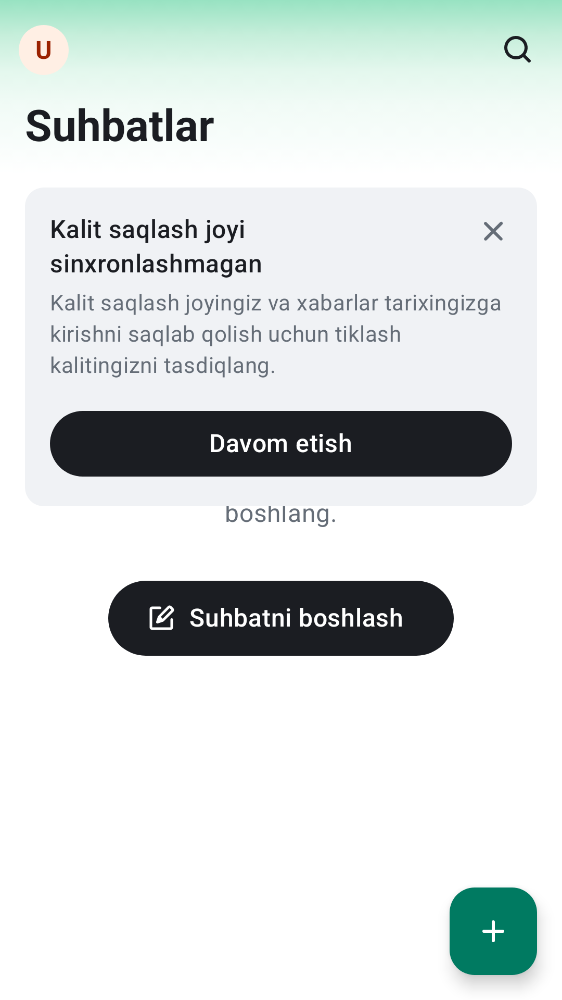 U
Suhbatlar
Kalit saqlash joyi
sinxronlashmagan
Kalit saqlash joyingiz va xabarlar tarixingizga
kirishni saqlab qolish uchun tiklash
kalitingizni tasdiqlang.
Davom etish
boshlang.
Suhbatni boshlash